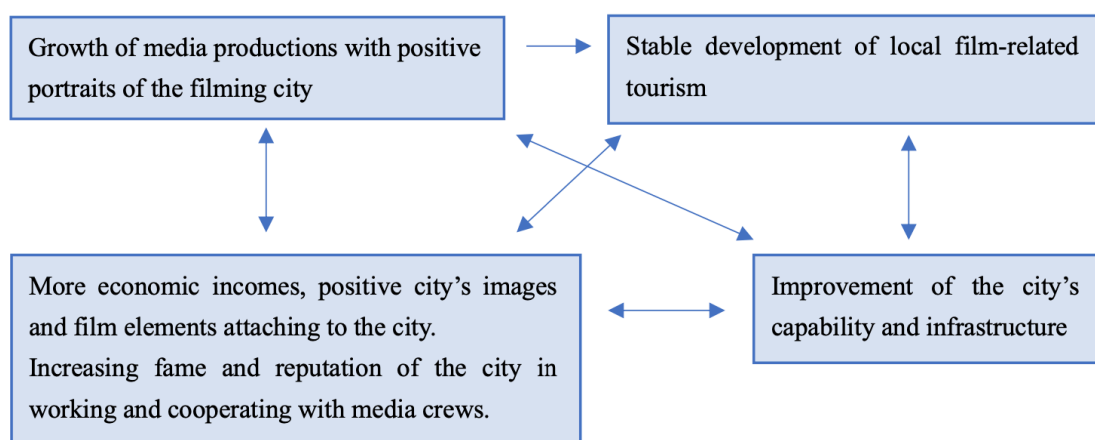 Growth of media productions with positive
portraits of the filming city
Stable development of local film-related
tourism
More economic incomes, positive city's images
and film elements attaching to the city.
Increasing fame and reputation of the city in
working and cooperating with media crews.
Improvement of the city's
capability and infrastructure